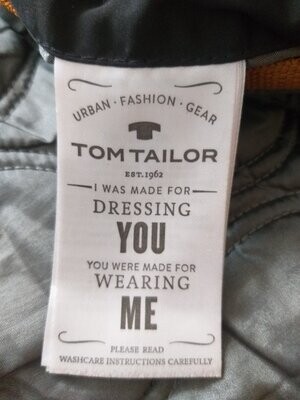 URBAN · FASHION · GEAR
TOM TAILOR
EST. 1962
I WAS MADE FOR
DRESSING
YOU
YOU WERE MADE FOR
WEARING
ME
PLEASE READ
WASHCARE INSTRUCTIONS CAREFULLY